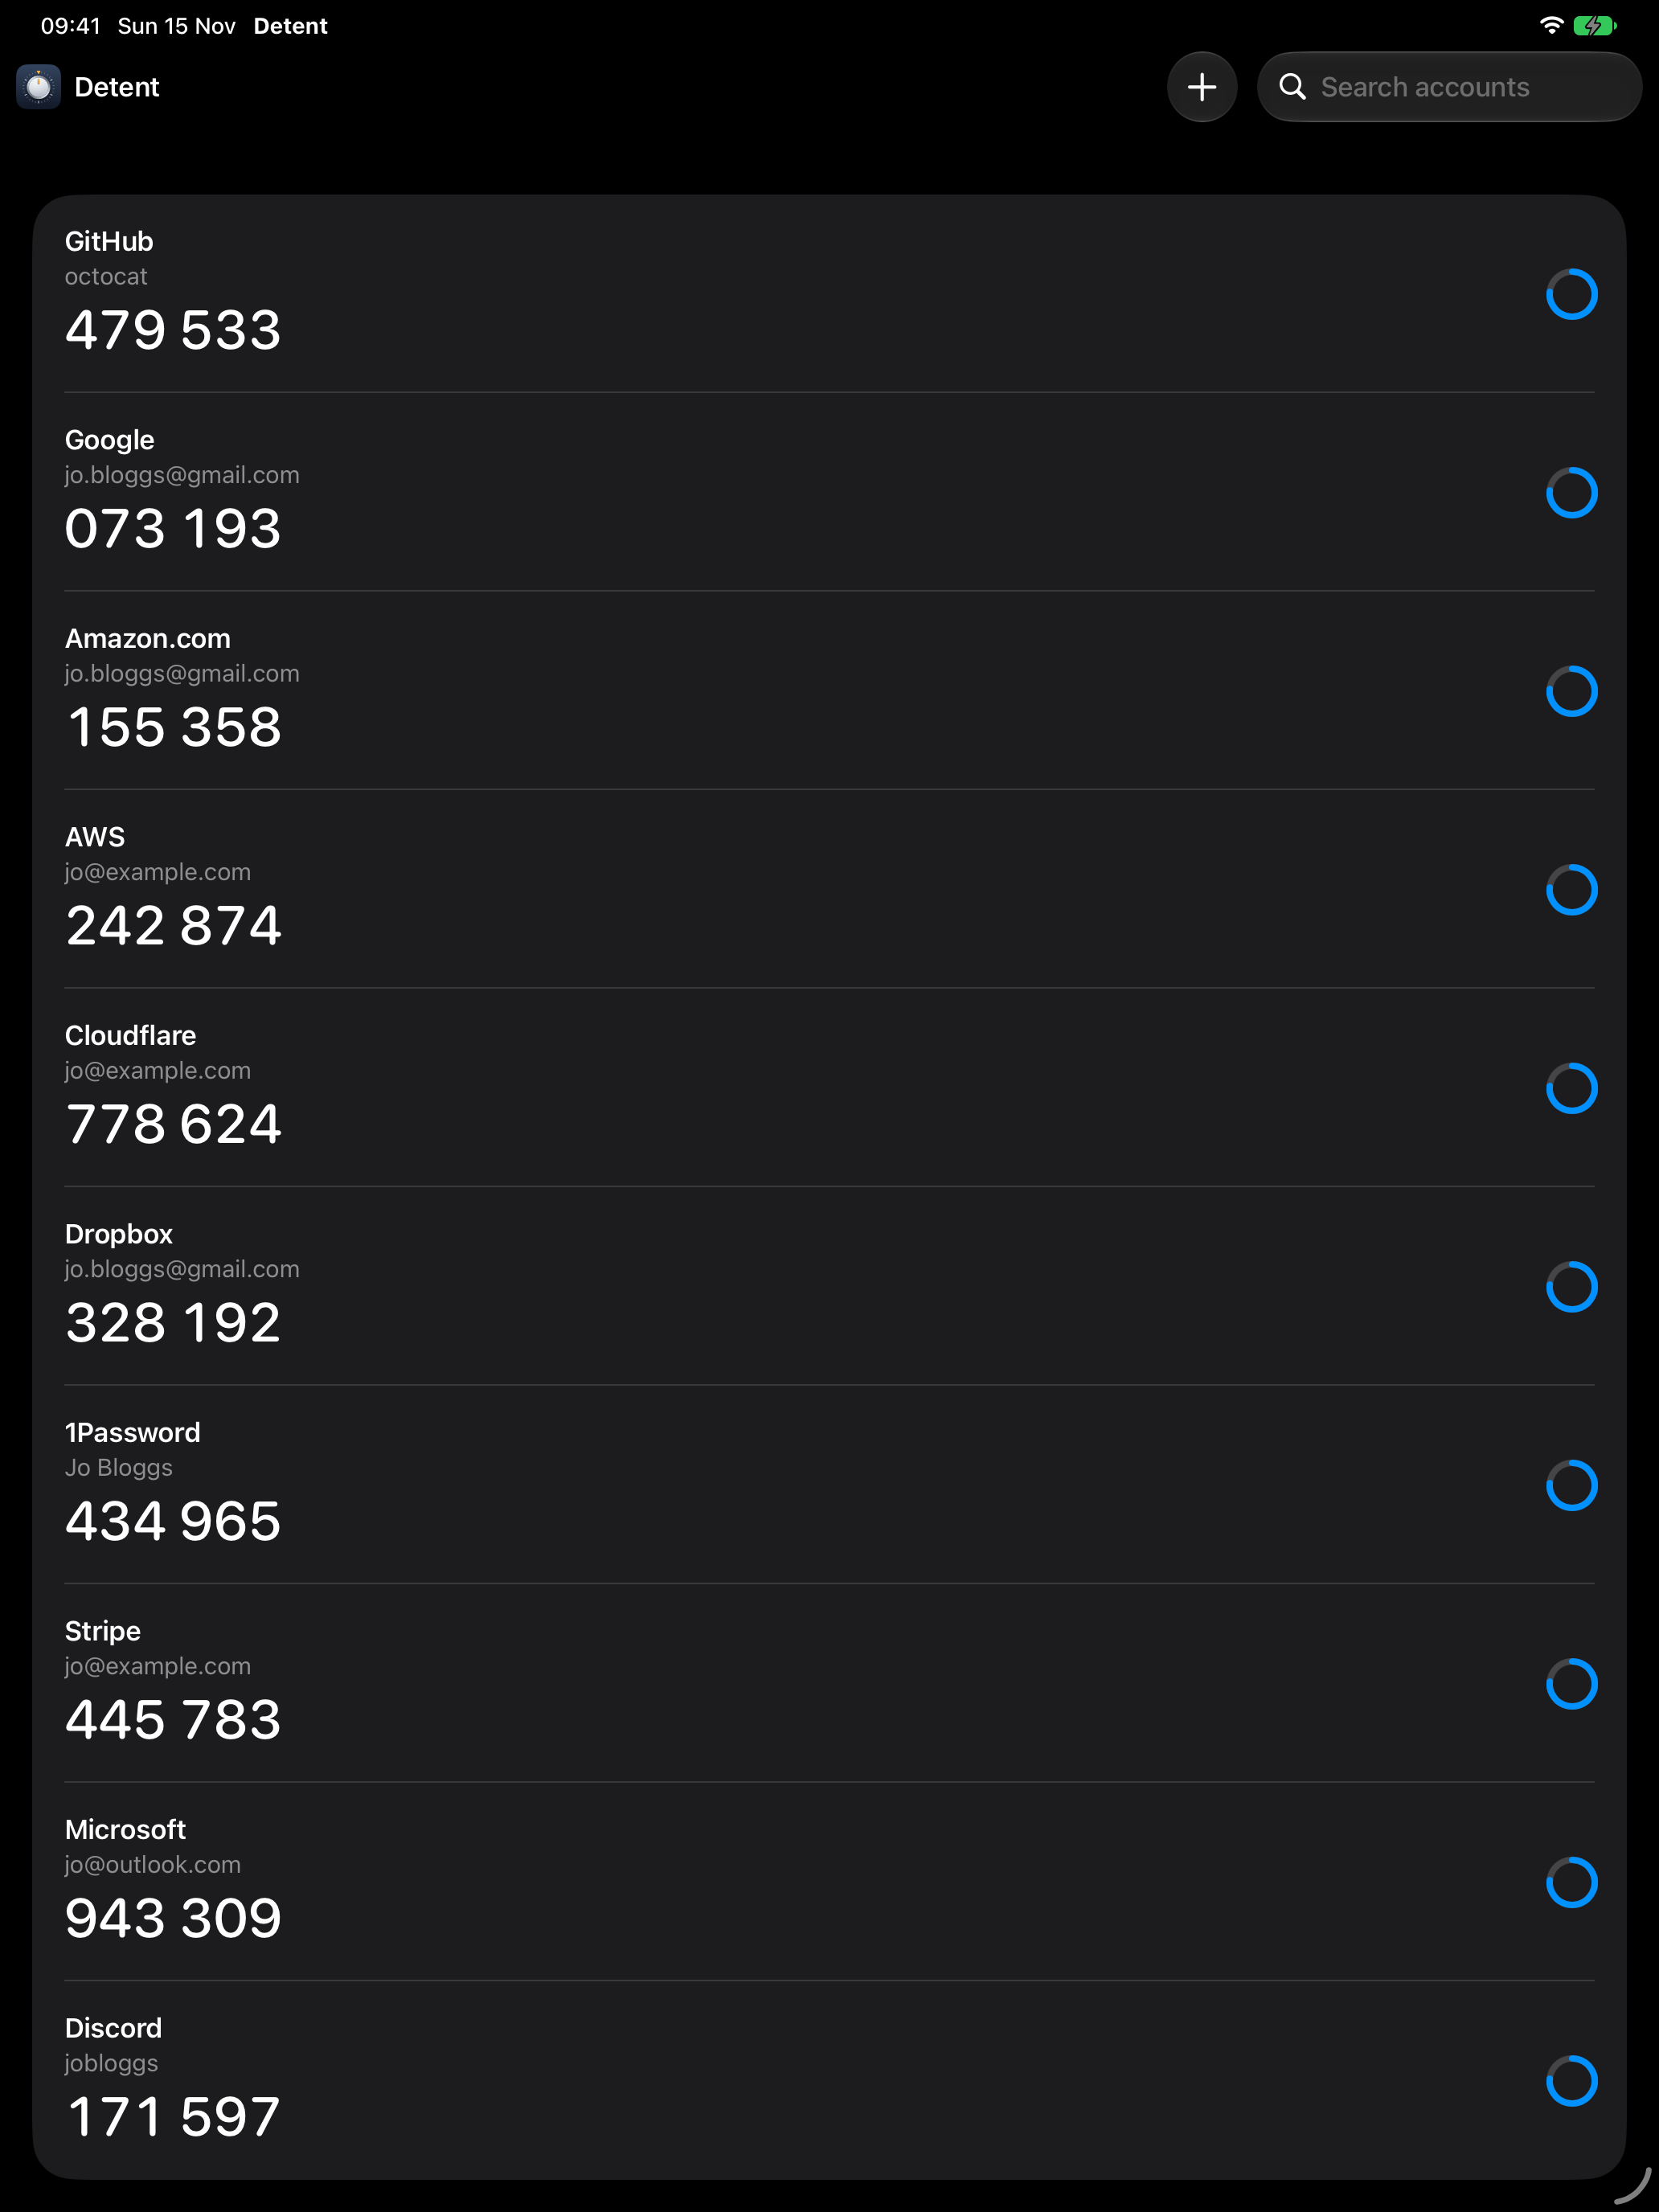 09:41 Sun 15 Nov Detent
Detent
Search accounts
GitHub
octocat
479 533
Google
jo.bloggs@gmail.com
073 193
Amazon.com
jo.bloggs@gmail.com
155 358
AWS
jo@example.com
242 874
Cloudflare
jo@example.com
778 624
Dropbox
jo.bloggs@gmail.com
328 192
1Password
Jo Bloggs
434 965
Stripe
jo@example.com
445 783
Microsoft
jo@outlook.com
943 309
Discord
jobloggs
171 597